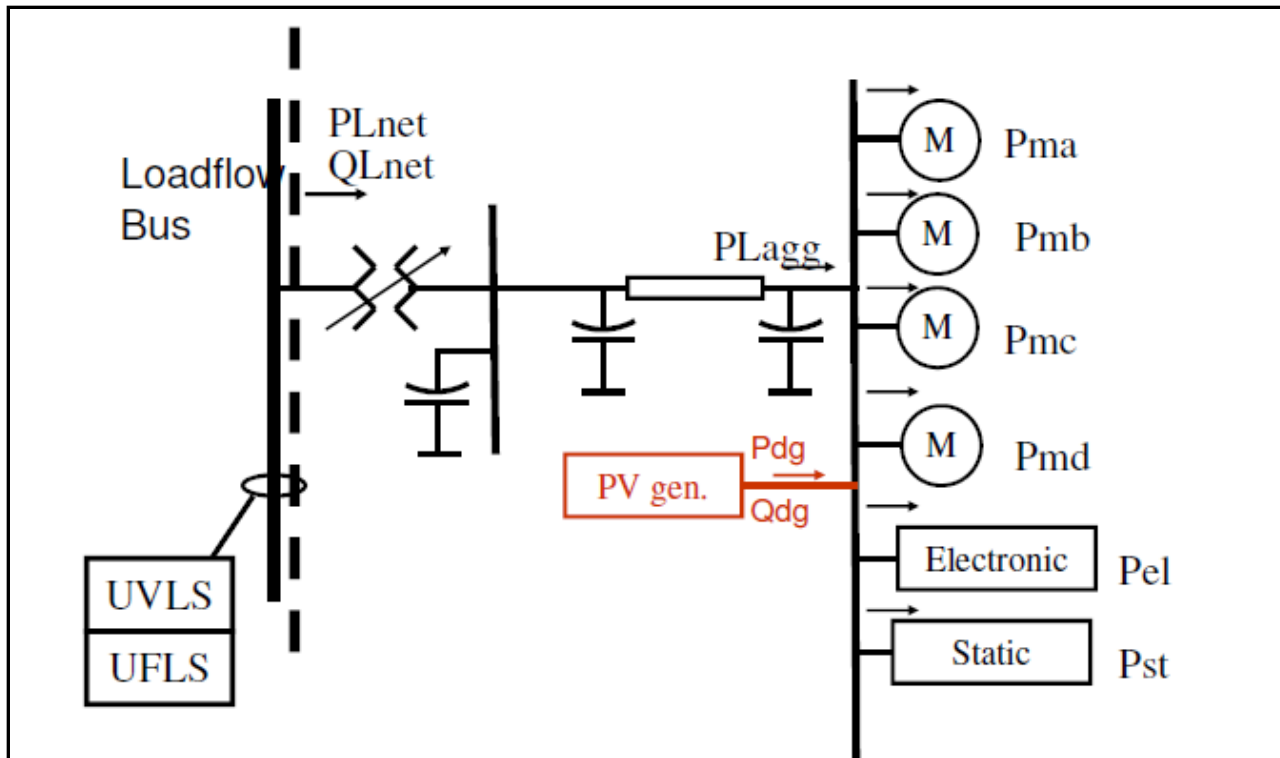 PLnet
QLnet
Loadflow
Bus
PLagg
M
Pma
M
Pmb
M
Pmc
M
Pmd
Pdg
PV gen.
Qdg
Electronic
Pel
Static
Pst
UVLS
UFLS